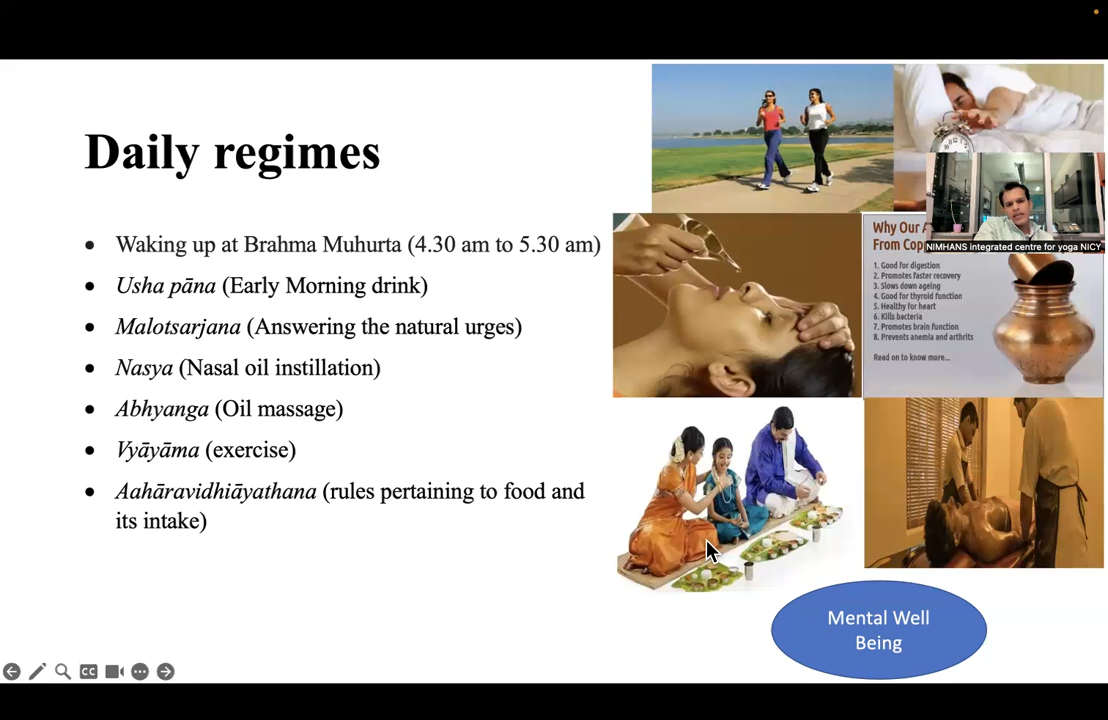 Daily regimes
• Waking up at Brahma Muhurta (4.30 am to 5.30 am)
• Usha pāna (Early Morning drink)
• Malotsarjana (Answering the natural urges)
• Nasya (Nasal oil instillation)
• Abhyanga (Oil massage)
• Vyāyāma (exercise)
• Aahāravidhiāyathana (rules pertaining to food and
its intake)
NIMHANS integrated centre for yoga NICY
Why Our
From Cop
1. Good for digestion
2. Promotes faster recovery
3. Slows down ageing
4. Good for thyroid function
5. Healthy for heart
6. Kills bacteria
7. Promotes brain function
8. Prevents anemia and arthrits
Read on to know more...
Mental Well
Being
CC